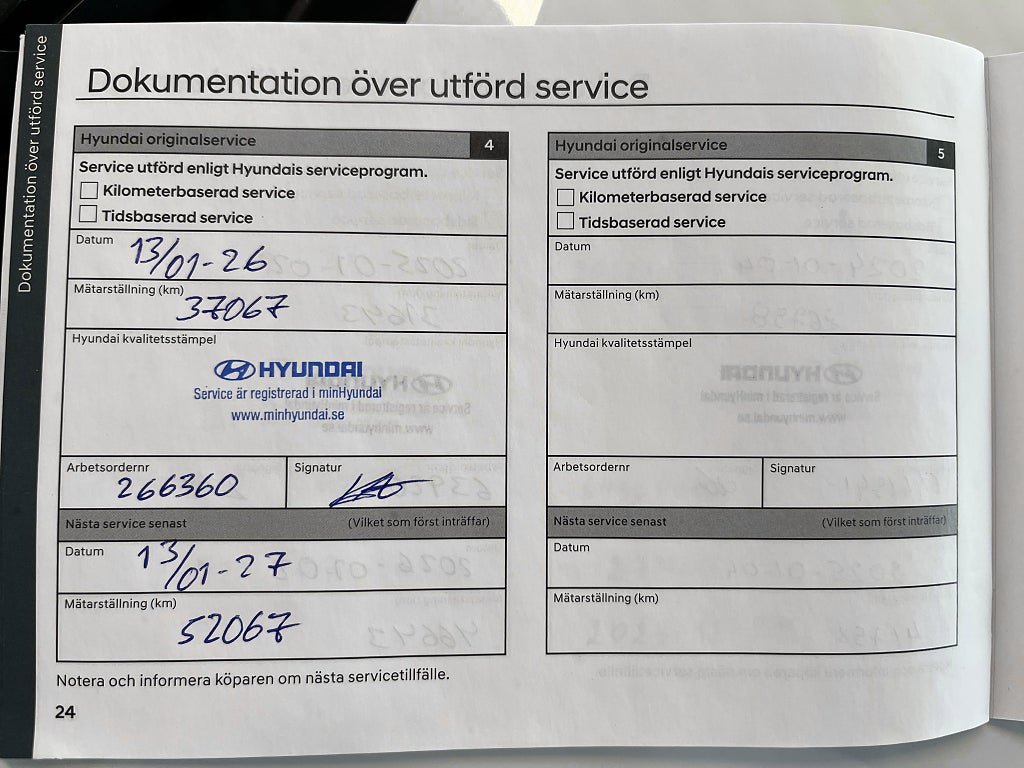 Dokumentation över utförd service
Dokumentation över utförd service
Hyundai originalservice 4
Service utförd enligt Hyundais serviceprogram.
Kilometerbaserad service
Tidsbaserad service
Datum 13/01-26
Mätarställning (km) 37067
Hyundai kvalitetsstämpel
HYUNDAI
Service är registrerad i minHyundai
www.minhyundai.se
Arbetsordernr Signatur
266360
Nästa service senast (Vilket som först inträffar)
Datum 13/01-27
Mätarställning (km)
52067
Notera och informera köparen om nästa servicetillfälle.
24
Hyundai originalservice 5
Service utförd enligt Hyundais serviceprogram.
Kilometerbaserad service
Tidsbaserad service
Datum
Mätarställning (km)
Hyundai kvalitetsstämpel
Arbetsordernr Signatur
Nästa service senast (Vilket som först inträffar)
Datum
Mätarställning (km)